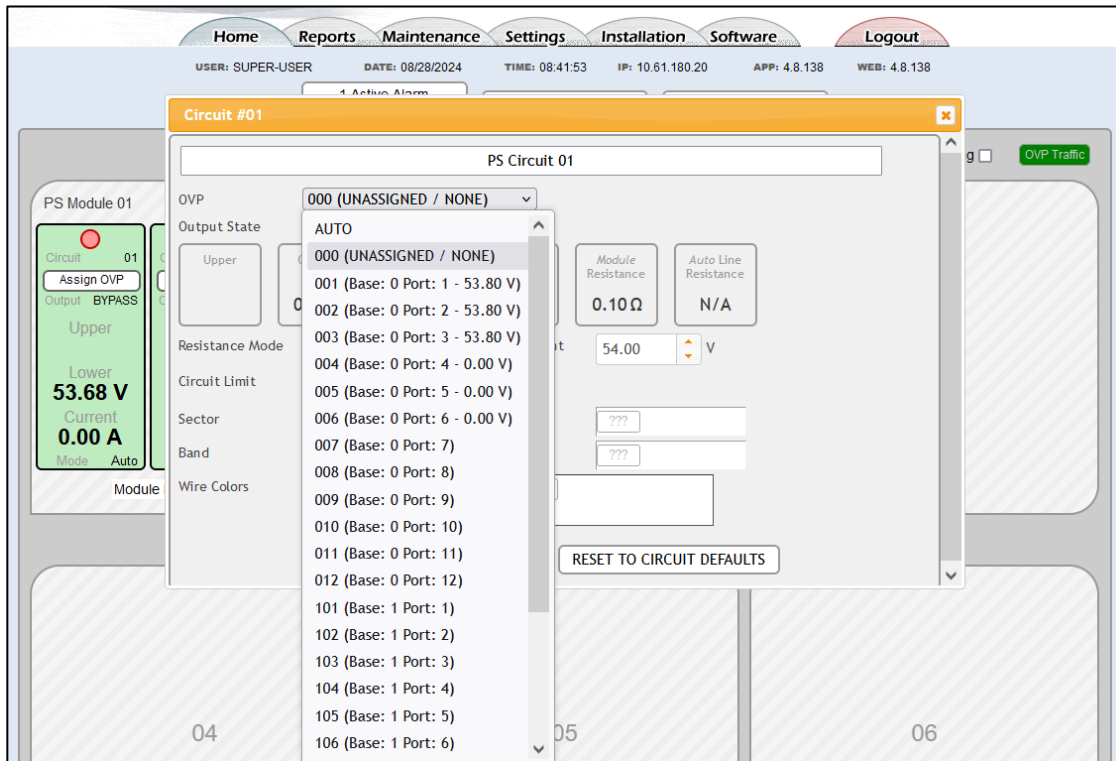 Home Reports Maintenance Settings Installation Software Logout
USER: SUPER-USER DATE: 08/28/2024 TIME: 08:41:53 IP: 10.61.180.20 APP: 4.8.138 WEB: 4.8.138
1 Active Alarm
Circuit #01
PS Circuit 01
g
OVP Traffic
PS Module 01
Circuit 01
Assign OVP
Output BYPASS
Upper
Lower
53.68 V
Current
0.00 A
Mode Auto
Module
OVP 000 (UNASSIGNED / NONE)
Output State
Upper
0
Module Resistance
0.10 Ω
Auto Line Resistance
N/A
Resistance Mode
54.00 V
Circuit Limit
Sector
???
Band
???
Wire Colors
RESET TO CIRCUIT DEFAULTS
AUTO
000 (UNASSIGNED / NONE)
001 (Base: 0 Port: 1 - 53.80 V)
002 (Base: 0 Port: 2 - 53.80 V)
003 (Base: 0 Port: 3 - 53.80 V)
004 (Base: 0 Port: 4 - 0.00 V)
005 (Base: 0 Port: 5 - 0.00 V)
006 (Base: 0 Port: 6 - 0.00 V)
007 (Base: 0 Port: 7)
008 (Base: 0 Port: 8)
009 (Base: 0 Port: 9)
010 (Base: 0 Port: 10)
011 (Base: 0 Port: 11)
012 (Base: 0 Port: 12)
101 (Base: 1 Port: 1)
102 (Base: 1 Port: 2)
103 (Base: 1 Port: 3)
104 (Base: 1 Port: 4)
105 (Base: 1 Port: 5)
106 (Base: 1 Port: 6)
04
05
06